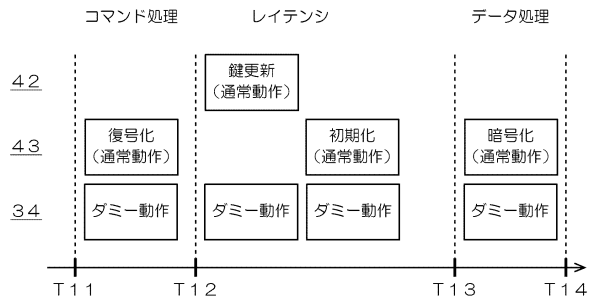 コマンド処理 レイテンシ データ処理
42
鍵更新
（通常動作）
43
復号化
（通常動作）
初期化
（通常動作）
暗号化
（通常動作）
34
ダミー動作 ダミー動作 ダミー動作 ダミー動作
T11 T12 T13 T14